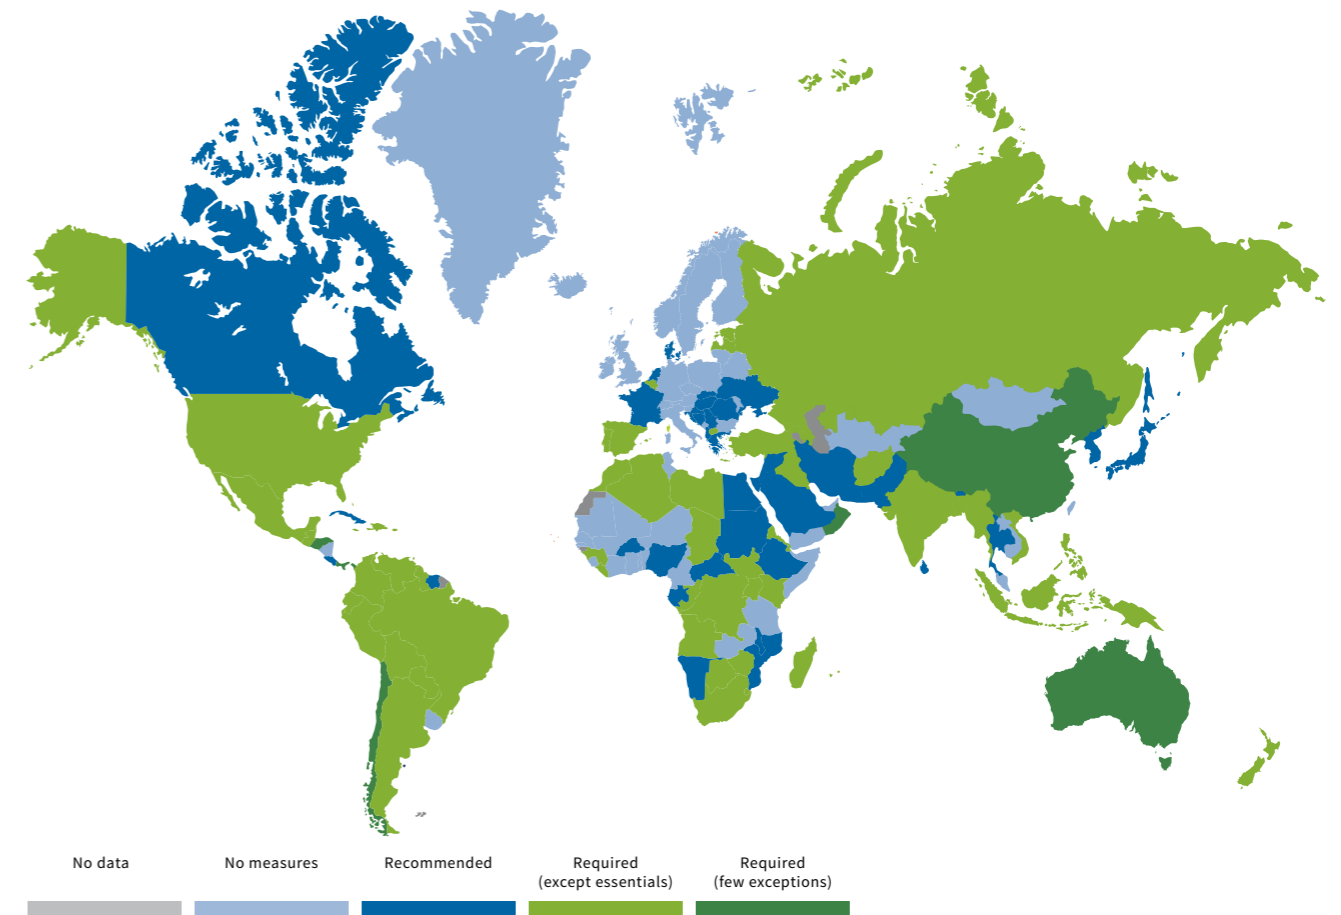 No data
No measures
Recommended
Required
(except essentials)
Required
(few exceptions)